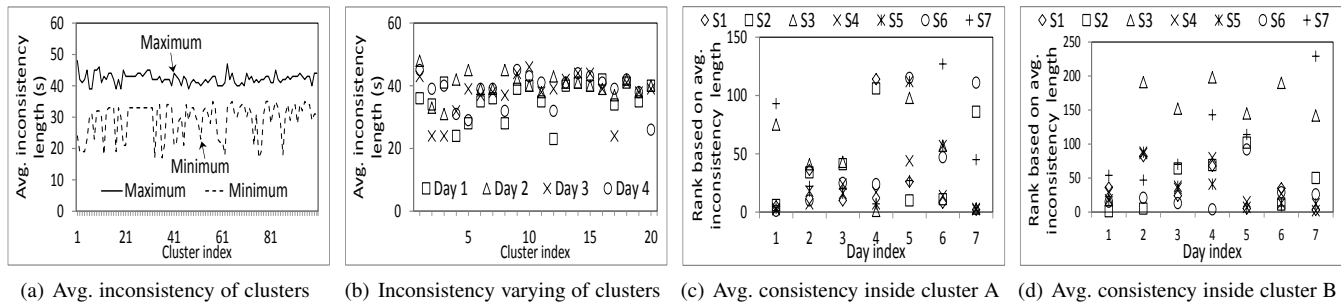 60
50
40
30
20
10
0
Avg. inconsistency
length (s)
Maximum
Minimum
Maximum
Minimum
1
21
41
61
81
Cluster index
(a) Avg. inconsistency of clusters
60
40
20
0
Avg. inconsistency
length (s)
Day 1
Day 2
Day 3
Day 4
5
10
15
20
Cluster index
(b) Inconsistency varying of clusters
S1
S2
S3
S4
S5
S6
S7
150
100
50
0
Rank based on avg.
inconsistency length
1
2
3
4
5
6
7
Day index
(c) Avg. consistency inside cluster A
S1
S2
S3
S4
S5
S6
S7
250
200
150
100
50
0
Rank based on avg.
inconsistency length
1
2
3
4
5
6
7
Day index
(d) Avg. consistency inside cluster B